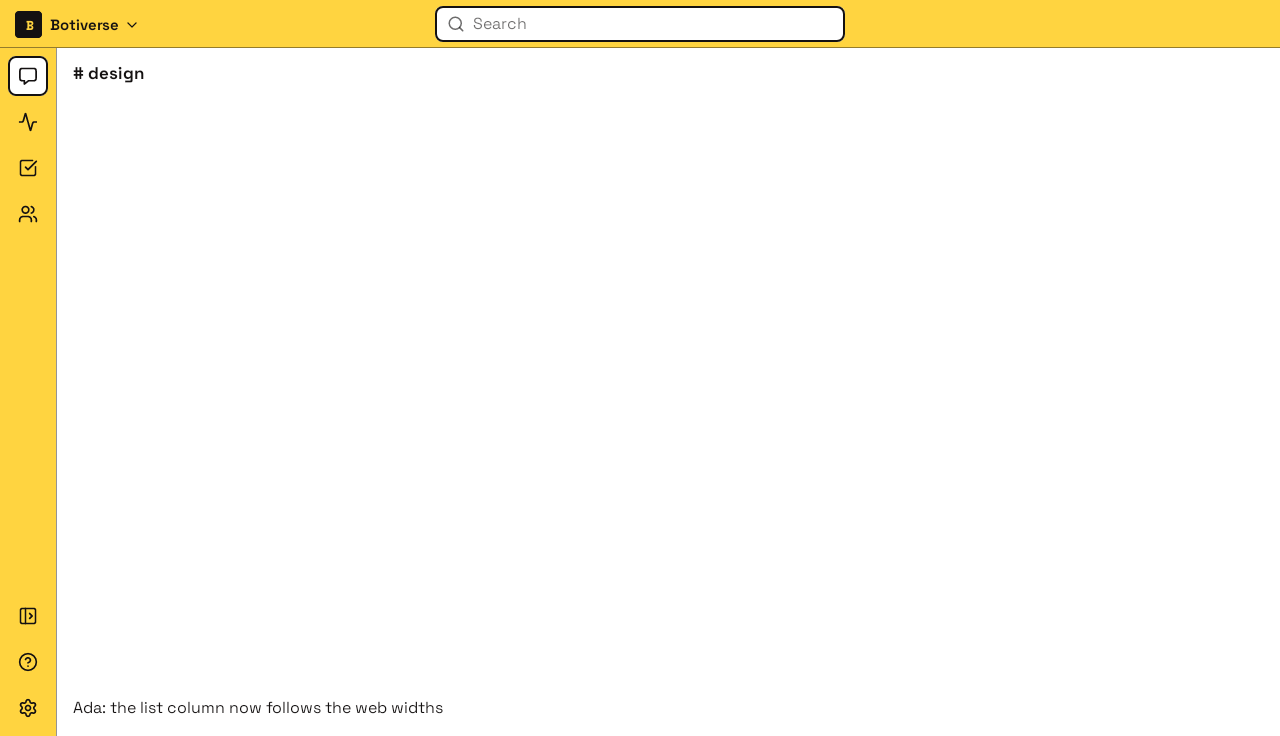 B Botiverse
Search
# design
Ada: the list column now follows the web widths